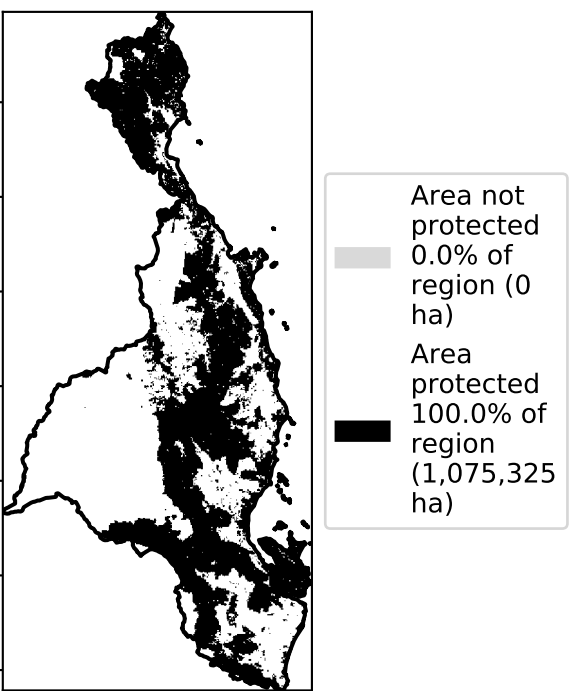 Area not
protected
0.0% of
region (0
ha)
Area
protected
100.0% of
region
(1,075,325
ha)